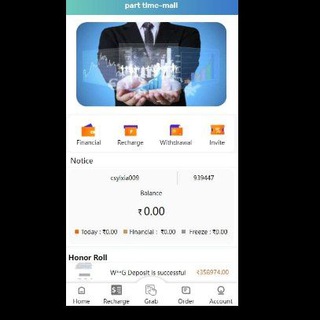 part time-mall
Financial Recharge Withdrawal Invite
Notice
csyixia009 939447
Balance
₹ 0.00
Today : ₹0.00 Financial : ₹0.00 Freeze : ₹0.00
Honor Roll
W**G Deposit is successful ₹358974.00
Home Recharge Grab Order Account